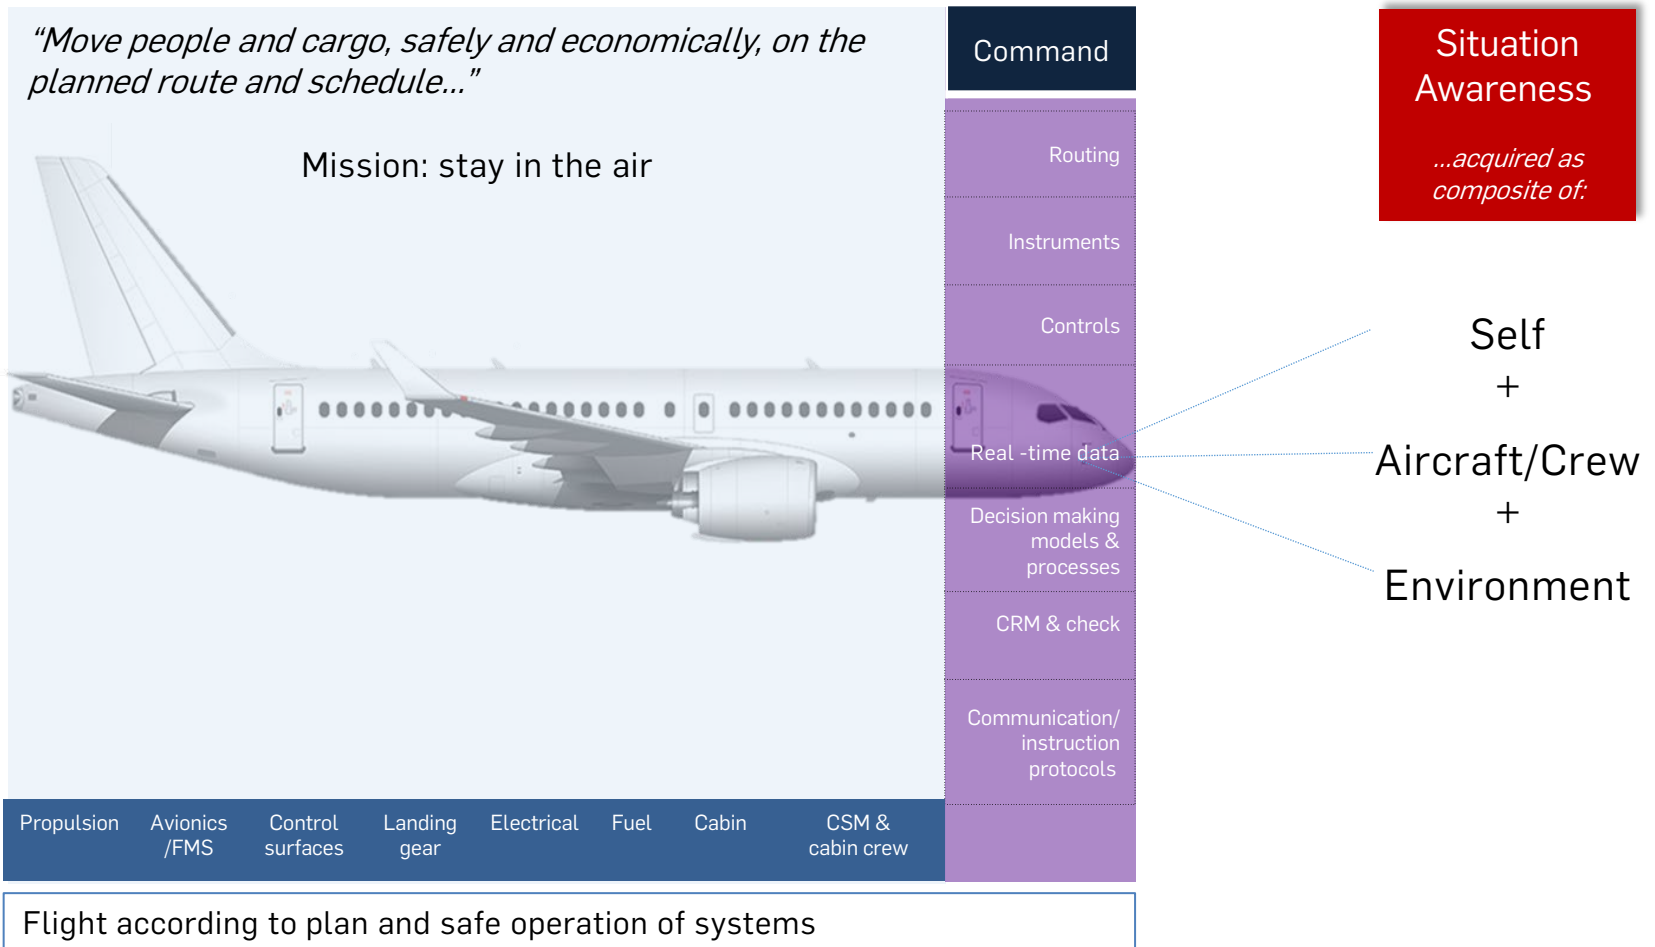 “Move people and cargo, safely and economically, on the
planned route and schedule...”
Mission: stay in the air
Command
Routing
Instruments
Controls
Real -time data
Decision making
models &
processes
CRM & check
Communication/
instruction
protocols
Situation
Awareness
...acquired as
composite of:
Self
+
Aircraft/Crew
+
Environment
Propulsion
Avionics
/FMS
Control
surfaces
Landing
gear
Electrical
Fuel
Cabin
CSM &
cabin crew
Flight according to plan and safe operation of systems